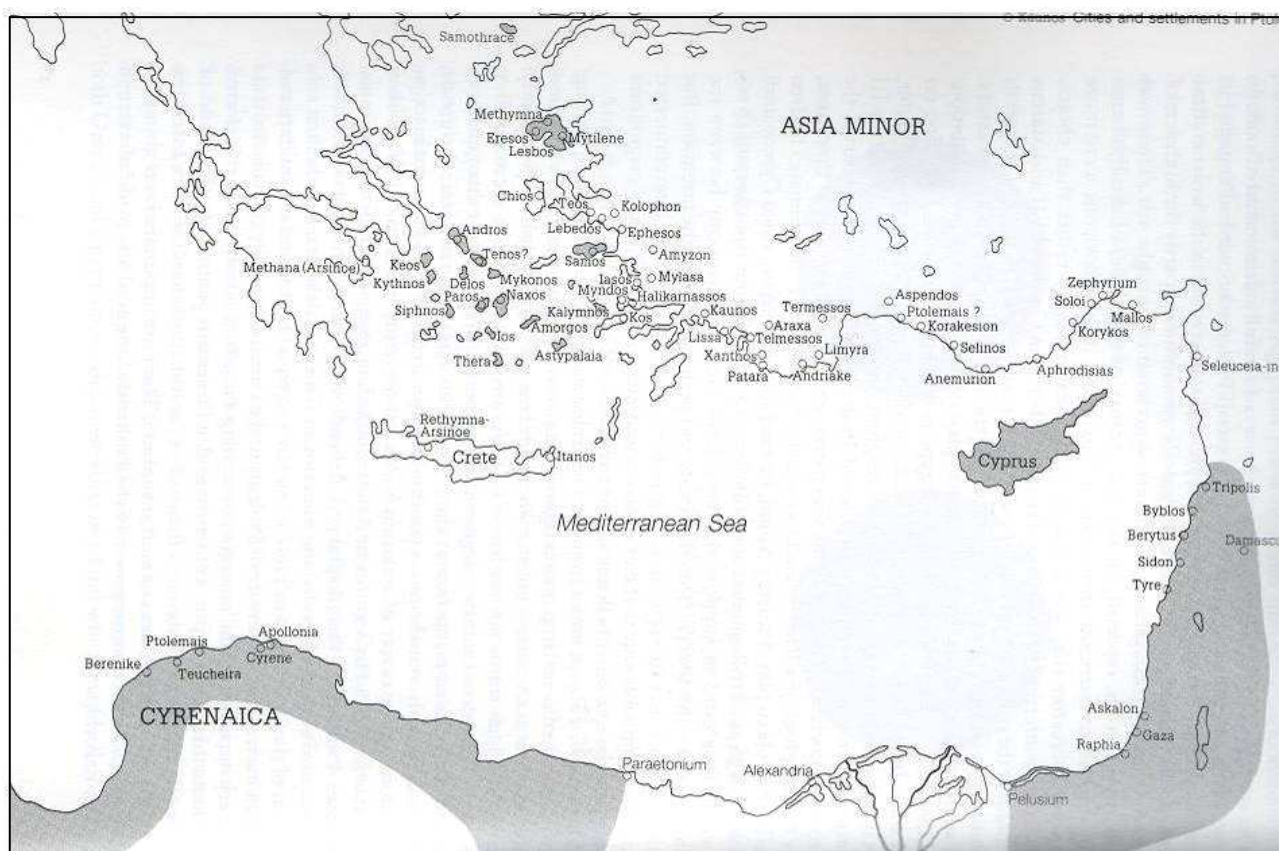 ○ Kaunos Cities and settlements in Ptol
Samothrace
Methymna
Eresos
Mytilene
Lesbos
ASIA MINOR
Chios
Teos
Kolophon
Lebedos
Ephesos
Andros
Samos
Amyzon
Methana (Arsinoe)
Keos
Tenos?
Kythnos
Delos
Mykonos
Iasos
Mylasa
Myndos
Paros
Naxos
Halikarnassos
Siphnos
Kalymnos
Kos
Kaunos
Ios
Amorgos
Astypalaia
Thera
Lissa
Telmessos
Araxa
Termessos
Xanthos
Patara
Limyra
Andriake
Aspendos
Ptolemais ?
Korakesion
Selinos
Anemurion
Zephyrium
Soloi
Mallos
Korykos
Aphrodisias
Seleuceia-in
Rethymna-
Arsinoe
Crete
Itanos
Cyprus
Mediterranean Sea
Tripolis
Byblos
Berytus
Damascu
Sidon
Tyre
Ptolemais
Apollonia
Berenike
Teucheira
Cyrene
CYRENAICA
Askalon
Gaza
Raphia
Paraetonium
Alexandria
Pelusium